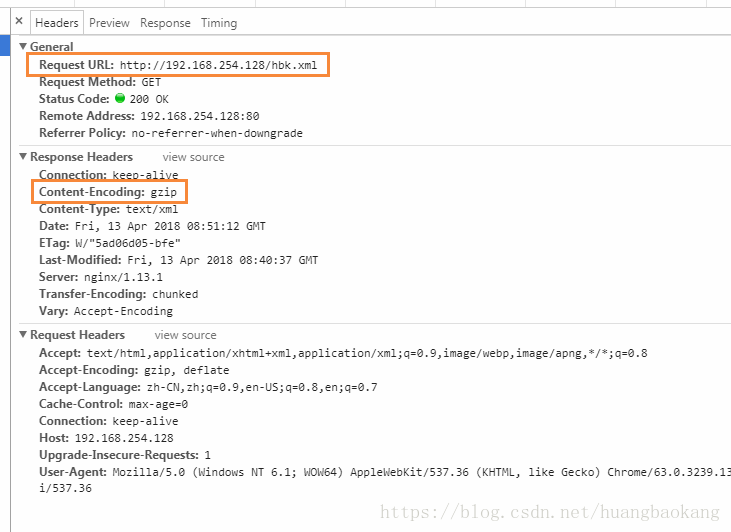 × Headers Preview Response Timing
▼ General
Request URL: http://192.168.254.128/hbk.xml
Request Method: GET
Status Code: 200 OK
Remote Address: 192.168.254.128:80
Referrer Policy: no-referrer-when-downgrade
▼ Response Headers view source
Connection: keep-alive
Content-Encoding: gzip
Content-Type: text/xml
Date: Fri, 13 Apr 2018 08:51:12 GMT
ETag: W/"5ad06d05-bfe"
Last-Modified: Fri, 13 Apr 2018 08:40:37 GMT
Server: nginx/1.13.1
Transfer-Encoding: chunked
Vary: Accept-Encoding
▼ Request Headers view source
Accept: text/html,application/xhtml+xml,application/xml;q=0.9,image/webp,image/apng,*/*;q=0.8
Accept-Encoding: gzip, deflate
Accept-Language: zh-CN,zh;q=0.9,en-US;q=0.8,en;q=0.7
Cache-Control: max-age=0
Connection: keep-alive
Host: 192.168.254.128
Upgrade-Insecure-Requests: 1
User-Agent: Mozilla/5.0 (Windows NT 6.1; WOW64) AppleWebKit/537.36 (KHTML, like Gecko) Chrome/63.0.3239.13
i/537.36
https://blog.csdn.net/huangbaokang